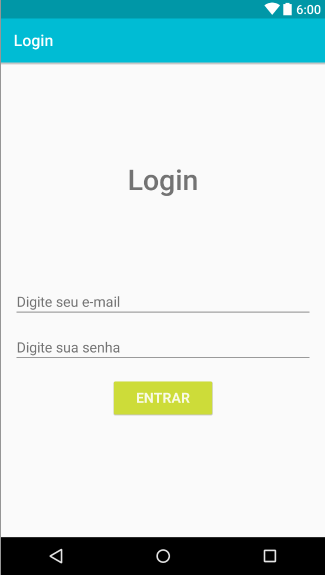 6:00
Login
Login
Digite seu e-mail
Digite sua senha
ENTRAR